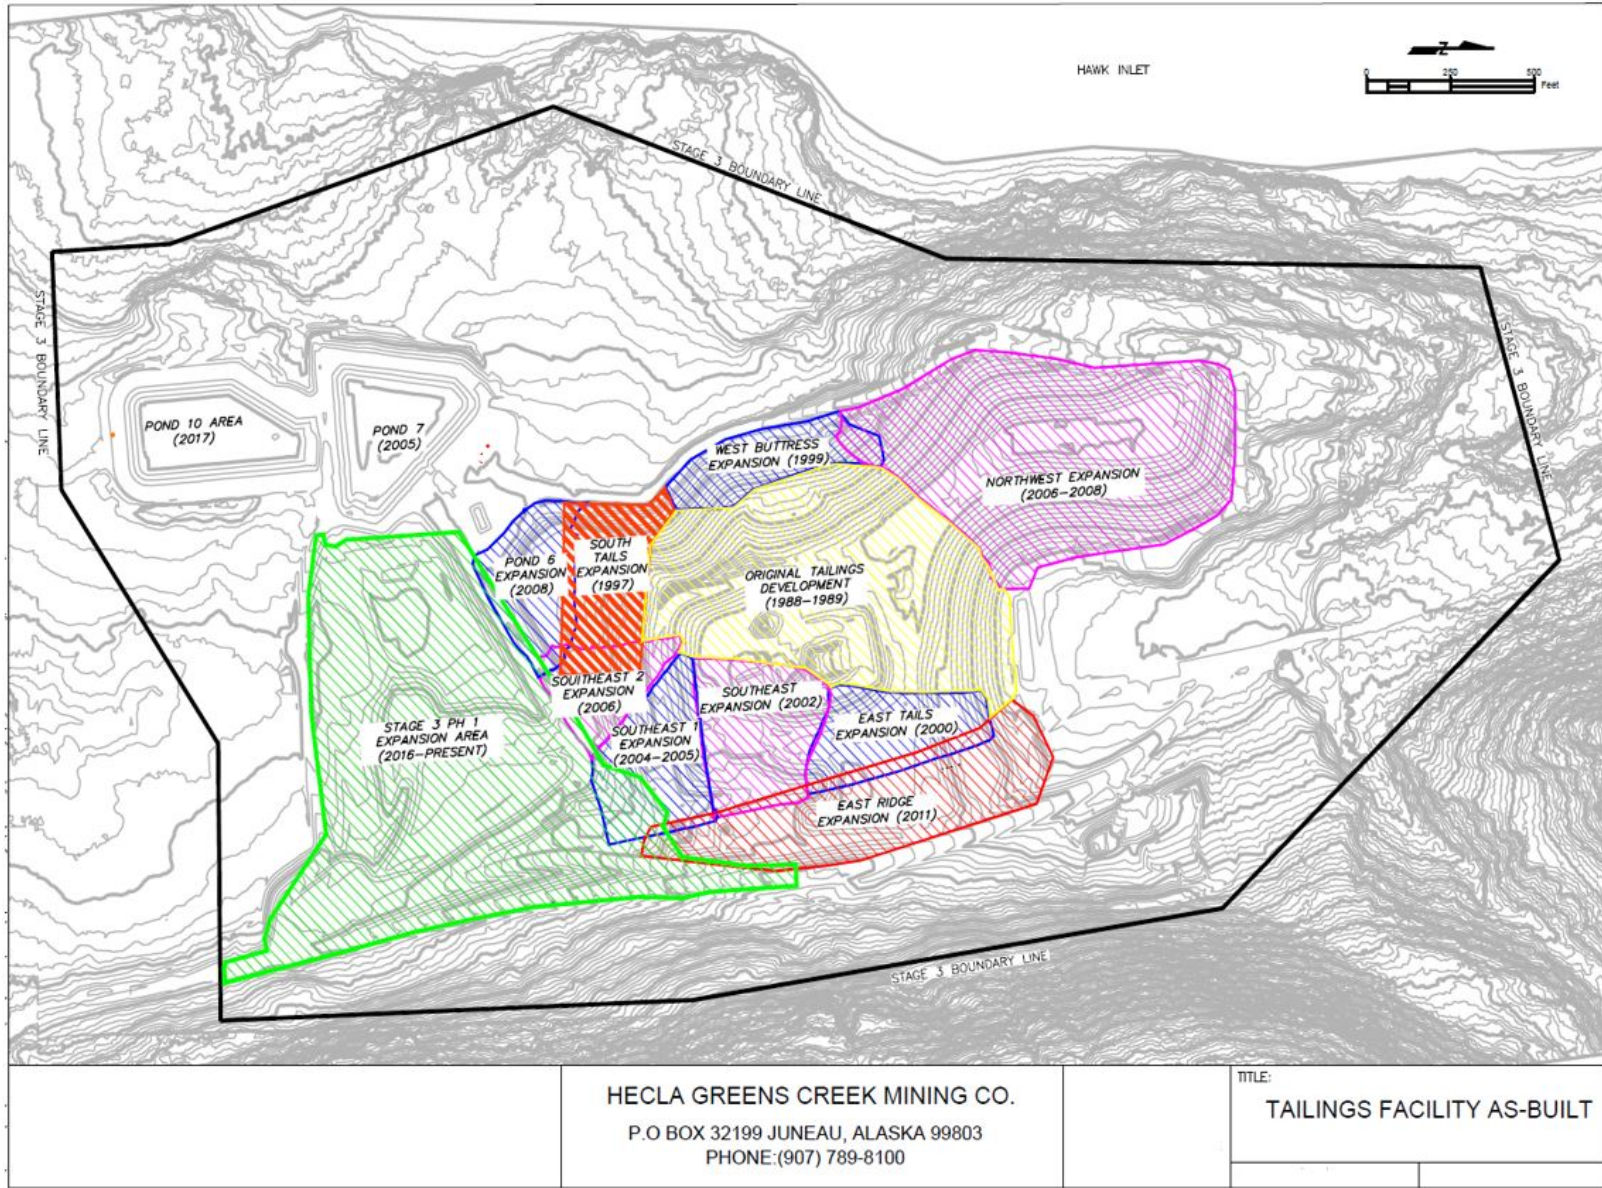 HAWK INLET
Z
0 250 500
Feet
STAGE 3 BOUNDARY LINE
STAGE 3 BOUNDARY LINE
STAGE 3 BOUNDARY LINE
POND 10 AREA
(2017)
POND 7
(2005)
WEST BUTTRESS
EXPANSION (1999)
NORTHWEST EXPANSION
(2006-2008)
POND 6
EXPANSION
(2008)
SOUTH
TAILS
EXPANSION
(1997)
ORIGINAL TAILINGS
DEVELOPMENT
(1988-1989)
SOUITHEAST 2
EXPANSION
(2006)
SOUTHEAST
EXPANSION (2002)
STAGE 3 PH 1
EXPANSION AREA
(2016-PRESENT)
SOUTHEAST 1
EXPANSION
(2004-2005)
EAST TAILS
EXPANSION (2000)
EAST RIDGE
EXPANSION (2011)
STAGE 3 BOUNDARY LINE
HECLA GREENS CREEK MINING CO.
P.O BOX 32199 JUNEAU, ALASKA 99803
PHONE:(907) 789-8100
TITLE:
TAILINGS FACILITY AS-BUILT